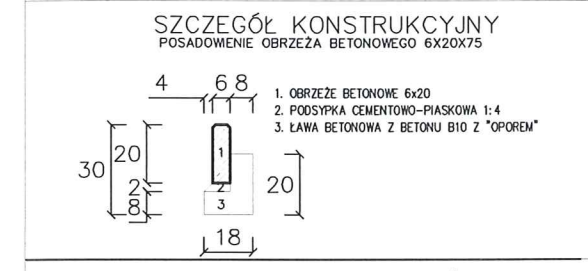 SZCZEGÓŁ KONSTRUKCYJNY
POSADOWIENIE OBRZEŻA BETONOWEGO 6X20X75
4 6 8
1. OBRZEŻE BETONOWE 6x20
2. PODSYPKA CEMENTOWO-PIASKOWA 1:4
3. ŁAWA BETONOWA Z BETONU B10 Z "OPOREM"
30 20 1 20
2 2
8 3
18